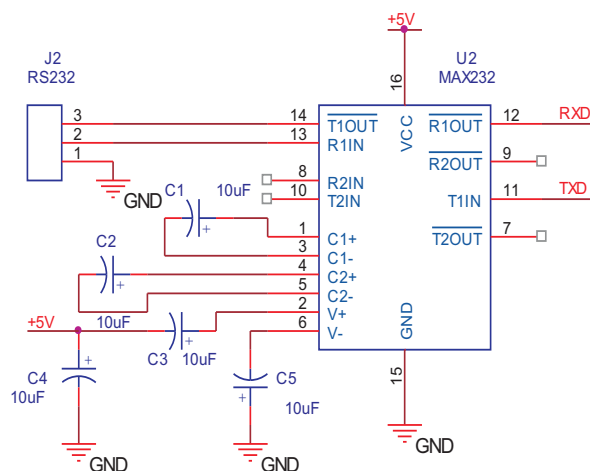 +5V
J2
RS232
U2
MAX232
16
3
2
1
14
13
T1OUT
R1IN
VCC
R1OUT
12
RXD
R2OUT
9
GND
C1
10uF
8
10
R2IN
T2IN
T1IN
11
TXD
T2OUT
7
1
3
C1+
C1-
C2
10uF
4
5
C2+
C2-
+5V
C3
10uF
2
6
V+
V-
GND
15
C4
10uF
C5
10uF
GND
GND
GND